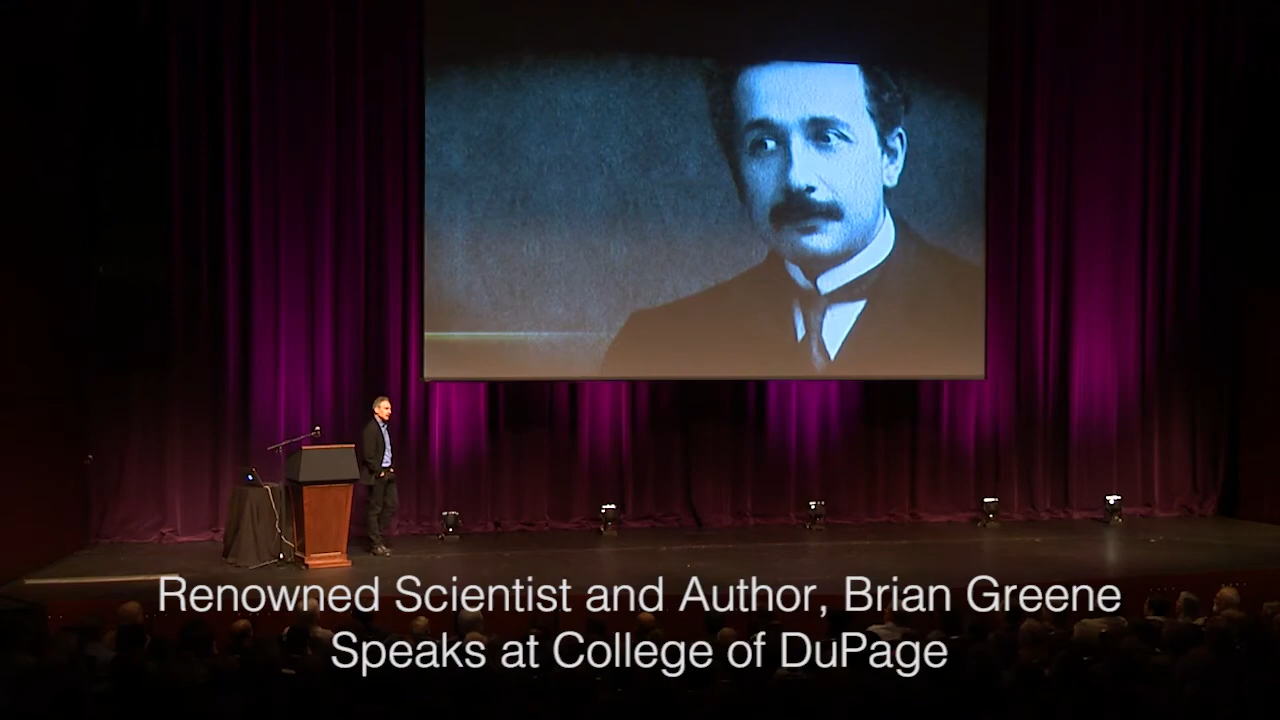 Renowned Scientist and Author, Brian Greene
Speaks at College of DuPage